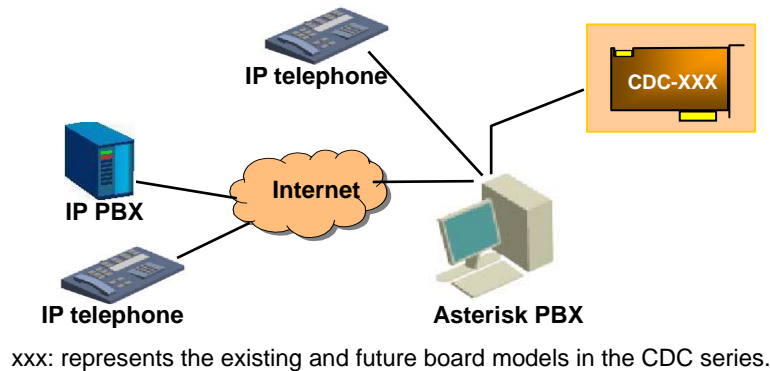 IP telephone
CDC-XXX
Internet
IP PBX
IP telephone
Asterisk PBX
xxx: represents the existing and future board models in the CDC series.